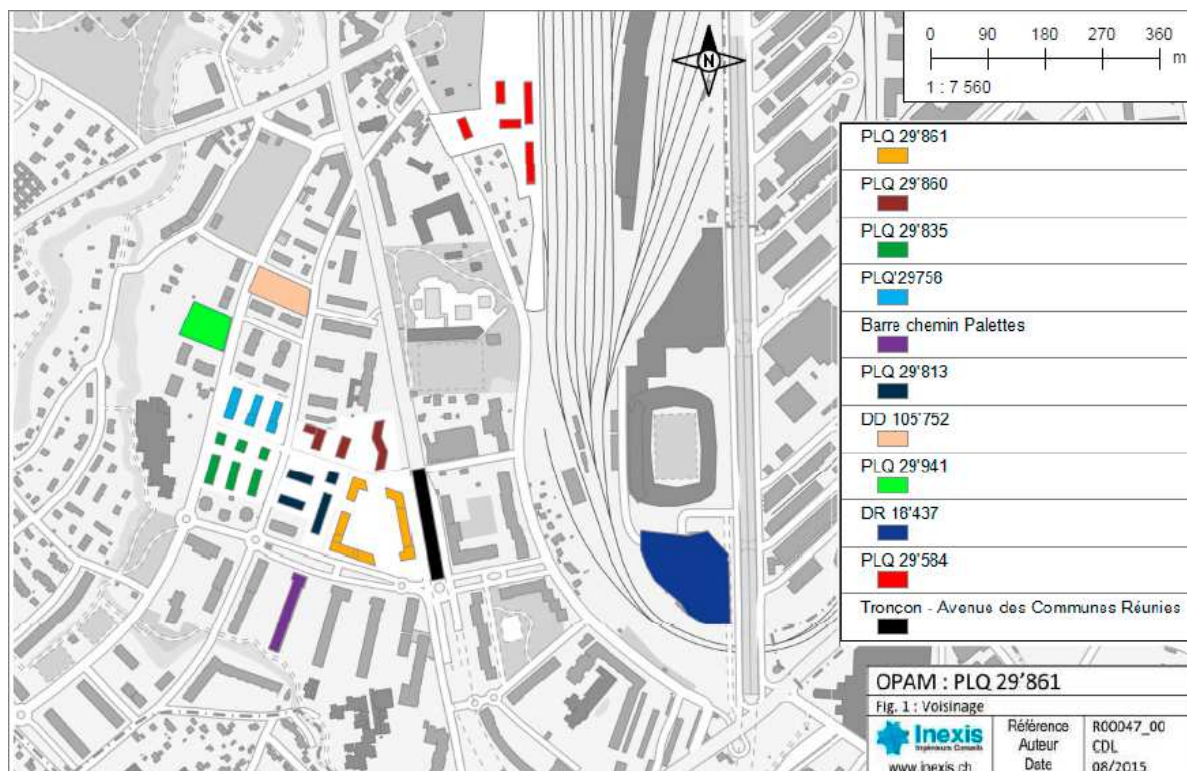 N
0 90 180 270 360
m
1 : 7 560
PLQ 29'861
PLQ 29'860
PLQ 29'835
PLQ'29758
Barre chemin Palettes
PLQ 29'813
DD 105'752
PLQ 29'941
DR 18'437
PLQ 29'584
Tronçon - Avenue des Communes Réunies
OPAM : PLQ 29'861
Fig. 1 : Voisinage
Inexis
Ingénieurs Conseils
www.inexis.ch
Référence R00047_00
Auteur CDL
Date 08/2015